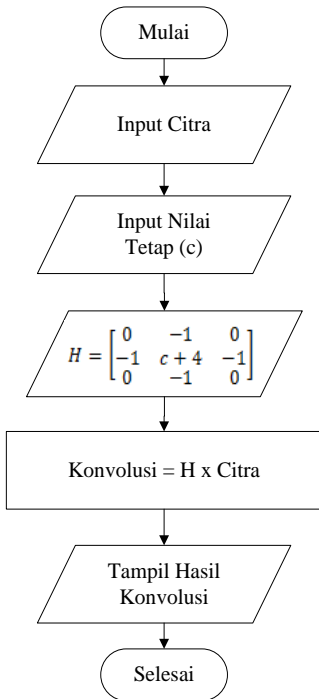 Mulai
Input Citra
Input Nilai
Tetap (c)
0 -1 0
H = [-1 c + 4 -1]
0 -1 0
Konvolusi = H x Citra
Tampil Hasil
Konvolusi
Selesai